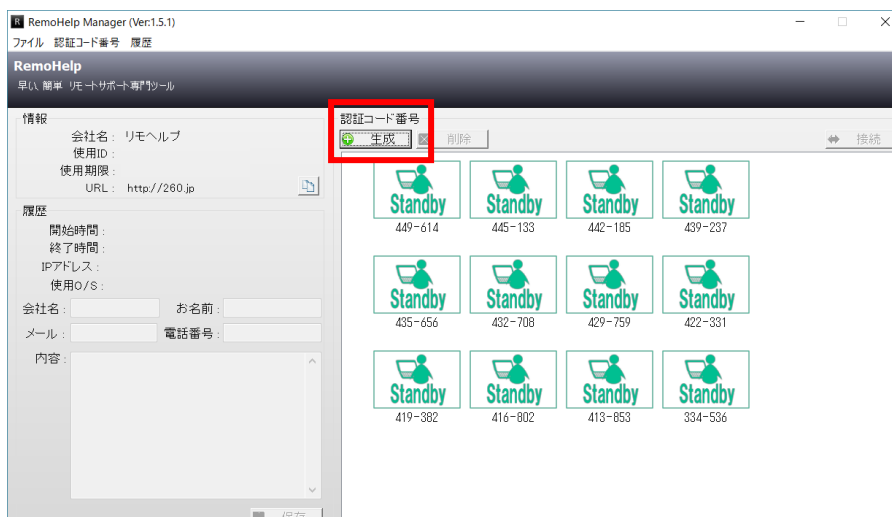 RemoHelp Manager (Ver:1.5.1)
ファイル 認証コード番号 履歴
RemoHelp
早い、簡単 リモートサポート専門ツール
情報
会社名 : リモヘルプ
使用ID :
使用期限 :
URL : http://260.jp
履歴
開始時間 :
終了時間 :
IPアドレス :
使用O/S :
会社名 : お名前 :
メール : 電話番号 :
内容 :
保存
認証コード番号
生成 削除 接続
Standby Standby Standby Standby
449-614 445-133 442-185 439-237
Standby Standby Standby Standby
435-656 432-708 429-759 422-331
Standby Standby Standby Standby
419-382 416-802 413-853 334-536